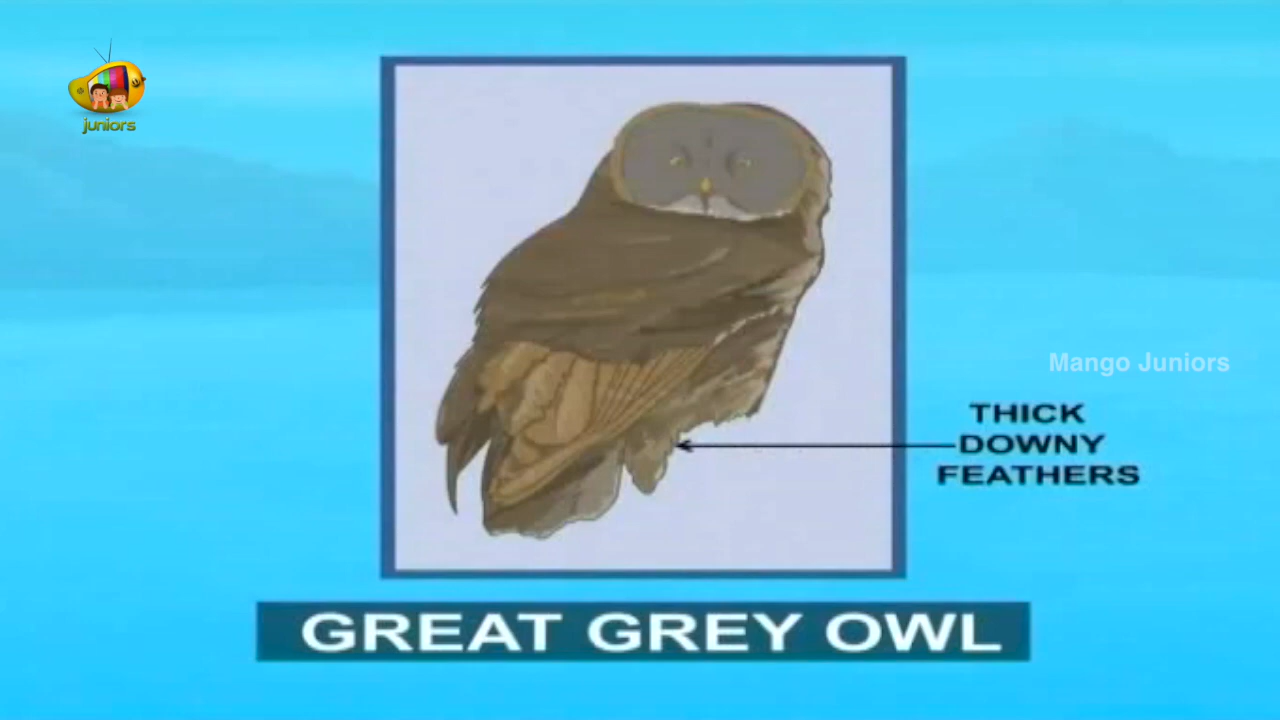 juniors
Mango Juniors
THICK
DOWNY
FEATHERS
GREAT GREY OWL